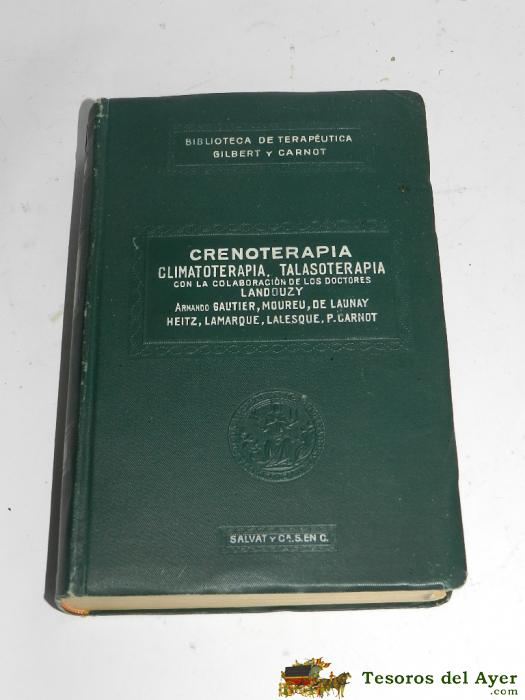 BIBLIOTECA DE TERAPÉUTICA
GILBERT Y CARNOT
CRENOTERAPIA
CLIMATOTERAPIA, TALASOTERAPIA
CON LA COLABORACIÓN DE LOS DOCTORES
LANDOUZY
ARMANDO GAUTIER, MOUREU, DE LAUNAY
HEITZ, LAMARQUE, LALESQUE, P. CARNOT
SALVAT Y CA. S. EN C.
Tesoros del Ayer
.com